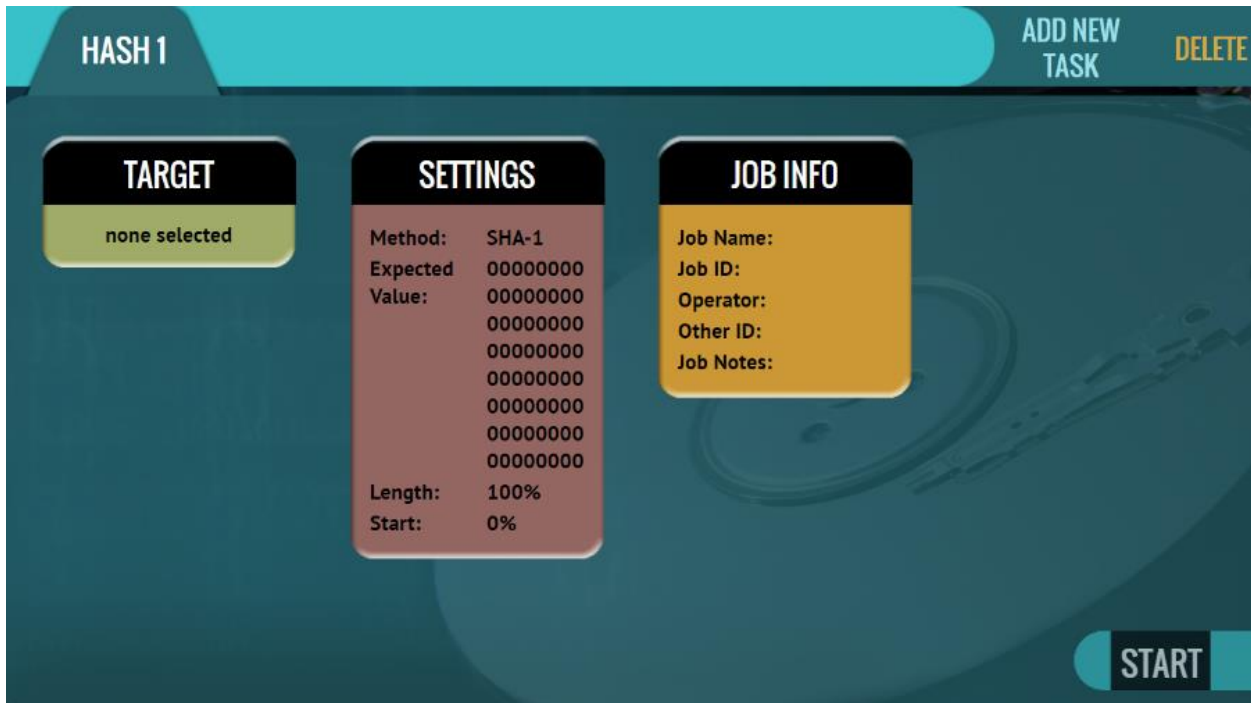 HASH 1
ADD NEW
TASK
DELETE
TARGET
none selected
SETTINGS
Method: SHA-1
Expected 00000000
Value: 00000000
00000000
00000000
00000000
00000000
00000000
00000000
Length: 100%
Start: 0%
JOB INFO
Job Name:
Job ID:
Operator:
Other ID:
Job Notes:
START